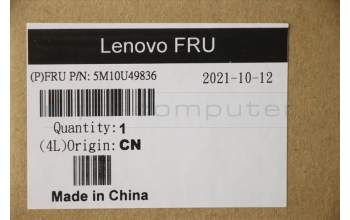 Lenovo FRU
(P)FRU P/N: 5M10U49836 2021-10-12
Quantity: 1
(4L)Origin: CN
Made in China